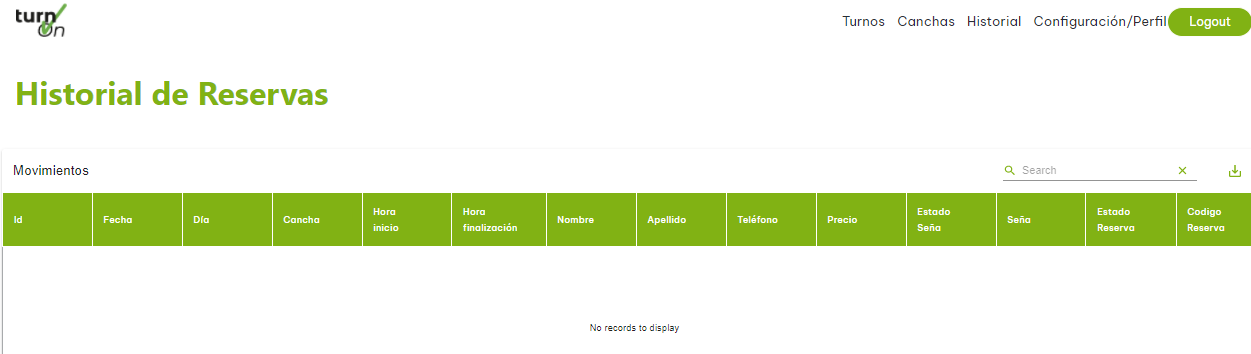 turn
On
Turnos Canchas Historial Configuración/Perfil Logout
Historial de Reservas
Movimientos
Search
Id Fecha Día Cancha Hora inicio Hora finalización Nombre Apellido Teléfono Precio Estado Seña Seña Estado Reserva Codigo Reserva
No records to display